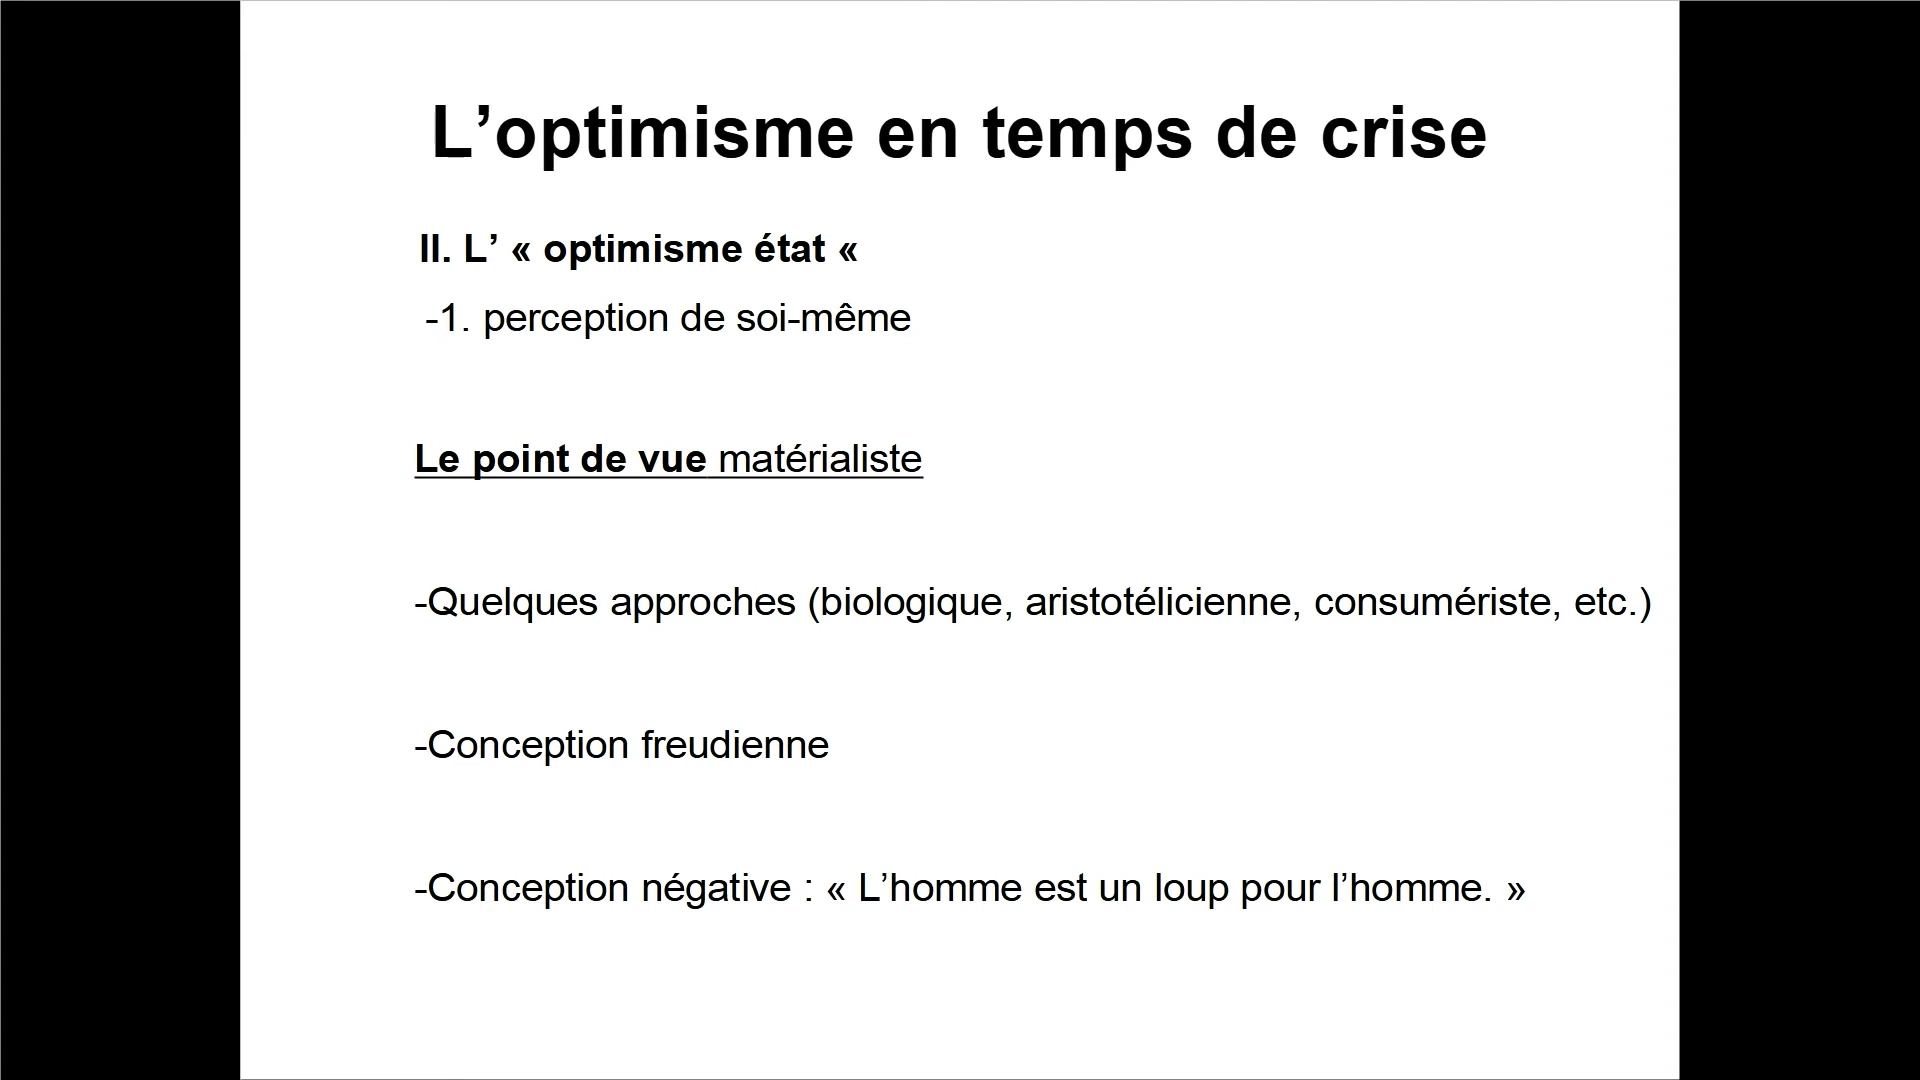 L’optimisme en temps de crise
II. L’ « optimisme état «
-1. perception de soi-même
Le point de vue matérialiste
-Quelques approches (biologique, aristotélicienne, consumériste, etc.)
-Conception freudienne
-Conception négative : « L’homme est un loup pour l’homme. »